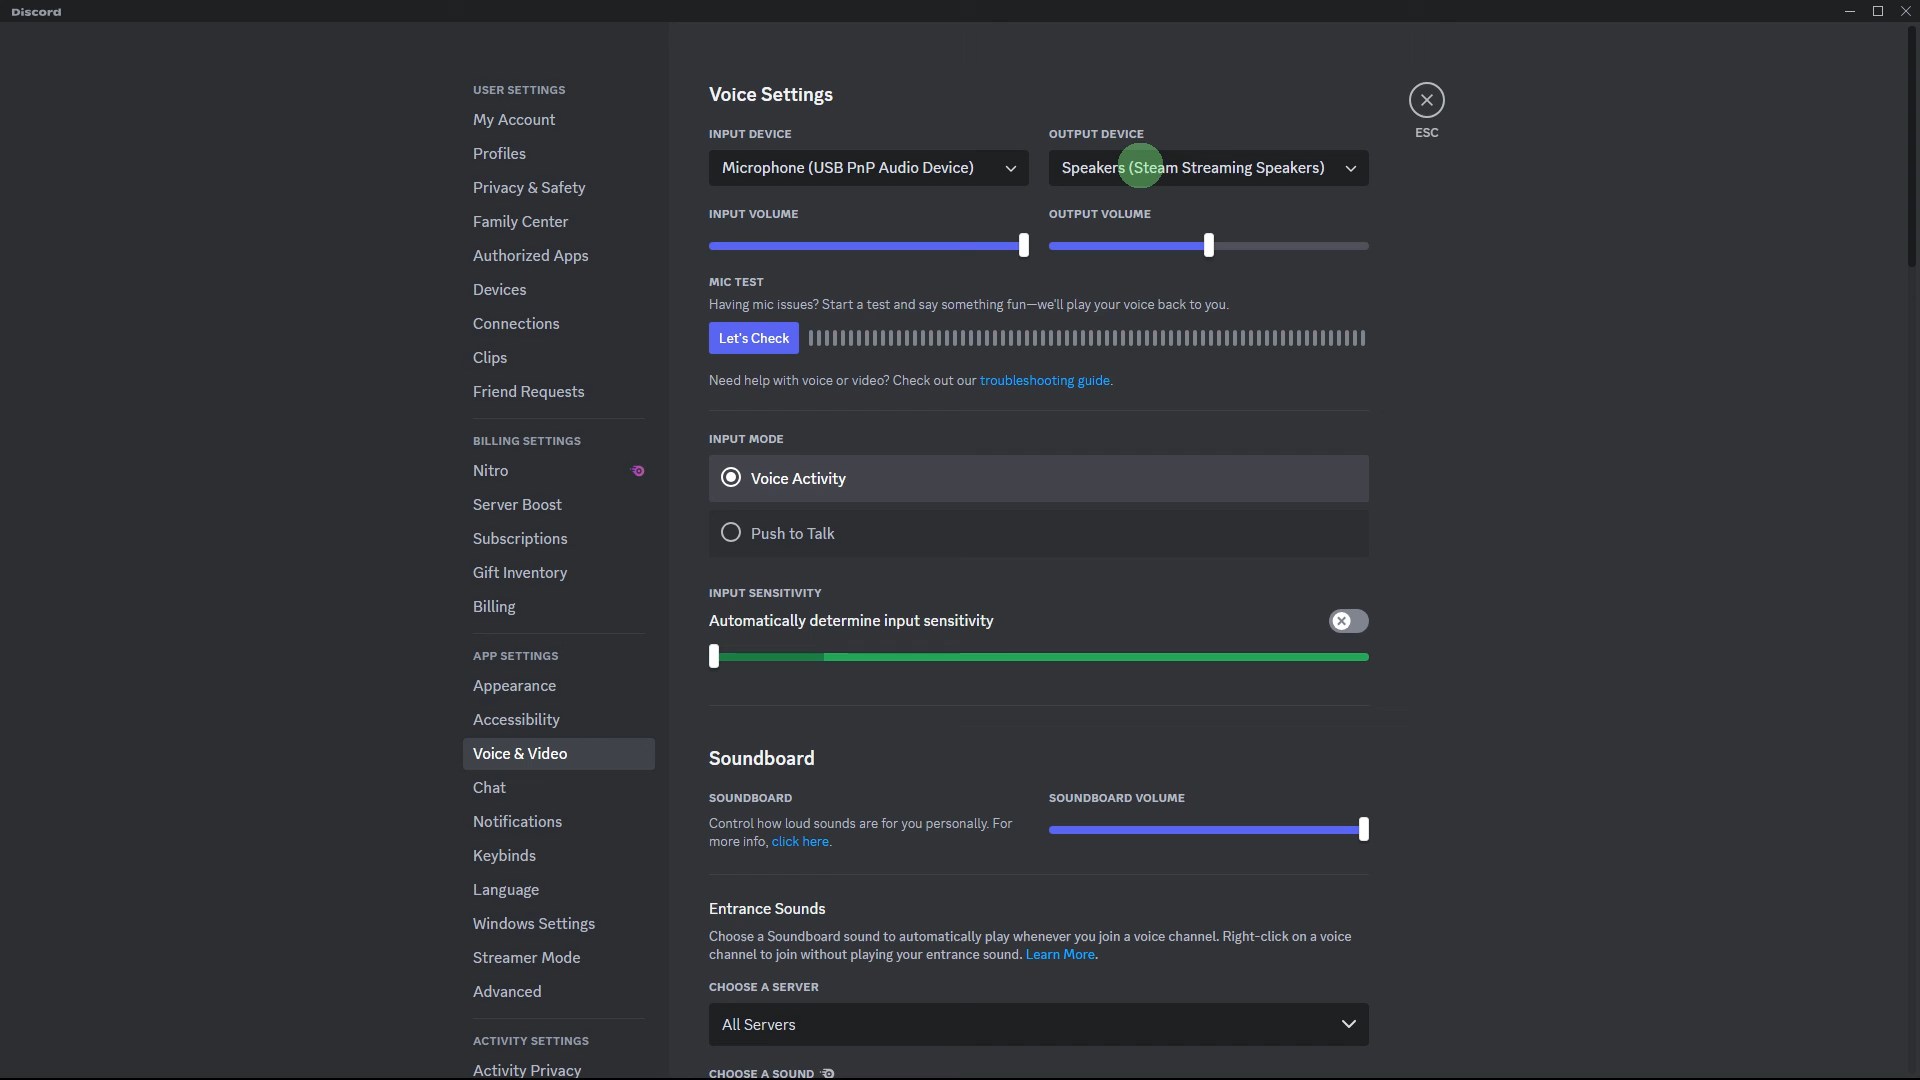 Discord
USER SETTINGS
My Account
Profiles
Privacy & Safety
Family Center
Authorized Apps
Devices
Connections
Clips
Friend Requests
BILLING SETTINGS
Nitro
Server Boost
Subscriptions
Gift Inventory
Billing
APP SETTINGS
Appearance
Accessibility
Voice & Video
Chat
Notifications
Keybinds
Language
Windows Settings
Streamer Mode
Advanced
ACTIVITY SETTINGS
Activity Privacy
Voice Settings
INPUT DEVICE
Microphone (USB PnP Audio Device)
OUTPUT DEVICE
Speakers (Steam Streaming Speakers)
INPUT VOLUME
OUTPUT VOLUME
MIC TEST
Having mic issues? Start a test and say something fun—we'll play your voice back to you.
Let's Check
Need help with voice or video? Check out our troubleshooting guide.
INPUT MODE
Voice Activity
Push to Talk
INPUT SENSITIVITY
Automatically determine input sensitivity
Soundboard
SOUNDBOARD
Control how loud sounds are for you personally. For
more info, click here.
SOUNDBOARD VOLUME
Entrance Sounds
Choose a Soundboard sound to automatically play whenever you join a voice channel. Right-click on a voice
channel to join without playing your entrance sound. Learn More.
CHOOSE A SERVER
All Servers
CHOOSE A SOUND
ESC